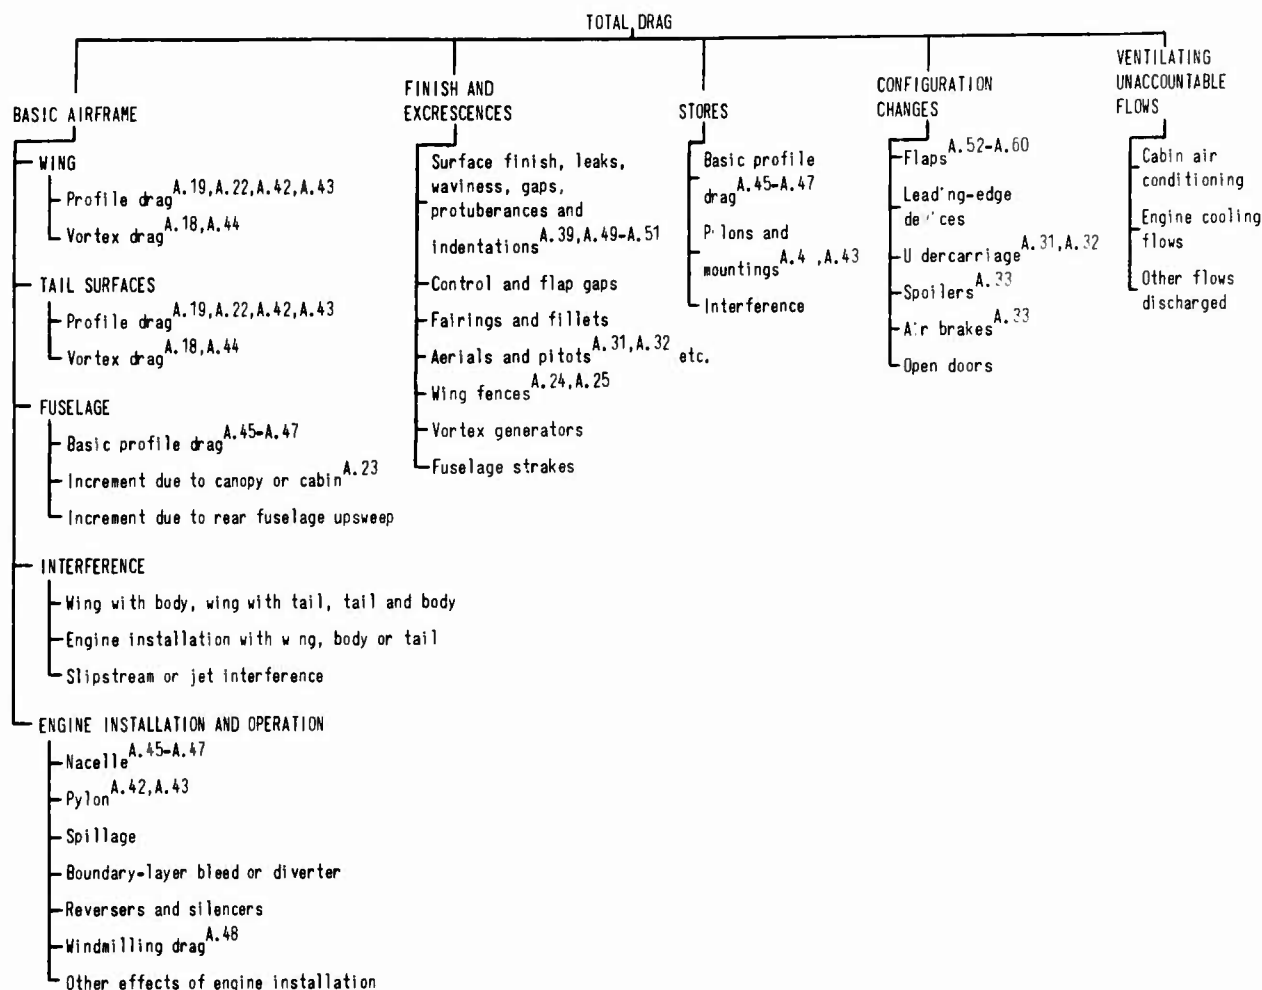 TOTAL DRAG
BASIC AIRFRAME
WING
Profile drag A.19,A.22,A.42,A.43
Vortex drag A.18,A.44
TAIL SURFACES
Profile drag A.19,A.22,A.42,A.43
Vortex drag A.18,A.44
FUSELAGE
Basic profile drag A.45-A.47
Increment due to canopy or cabin A.23
Increment due to rear fuselage upsweep
INTERFERENCE
Wing with body, wing with tail, tail and body
Engine installation with w ng, body or tail
Slipstream or jet interference
ENGINE INSTALLATION AND OPERATION
Nacelle A.45-A.47
Pylon A.42,A.43
Spillage
Boundary-layer bleed or diverter
Reversers and silencers
Windmilling drag A.48
Other effects of engine installation
FINISH AND
EXCRESCENCES
Surface finish, leaks,
waviness, gaps,
protuberances and
indentations A.39,A.49-A.51
Control and flap gaps
Fairings and fillets
Aerials and pitots A.31,A.32 etc.
Wing fences A.24,A.25
Vortex generators
Fuselage strakes
STORES
Basic profile
drag A.45-A.47
P lons and
mountings A.4 ,A.43
Interference
CONFIGURATION
CHANGES
Flaps A.52-A.60
Lead'ng-edge
de 'ces
U dercarriage A.31,A.32
Spoilers A.33
A'r brakes A.33
Open doors
VENTILATING
UNACCOUNTABLE
FLOWS
Cabin air
conditioning
Engine cooling
flows
Other flows
discharged